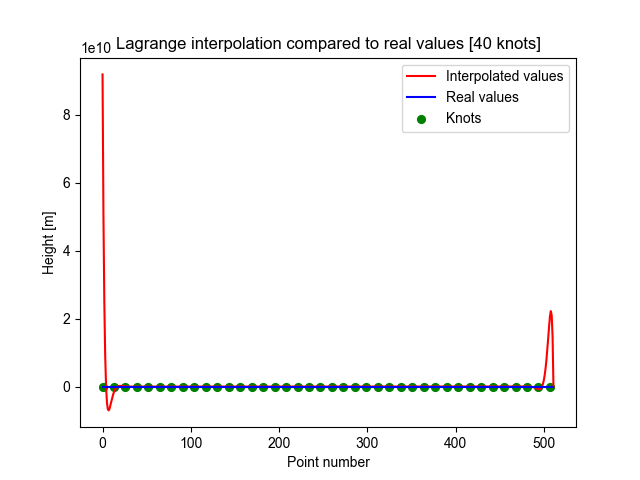 Lagrange interpolation compared to real values [40 knots]
1e10
Interpolated values
Real values
Knots
8
6
4
2
0
Height [m]
0 100 200 300 400 500
Point number